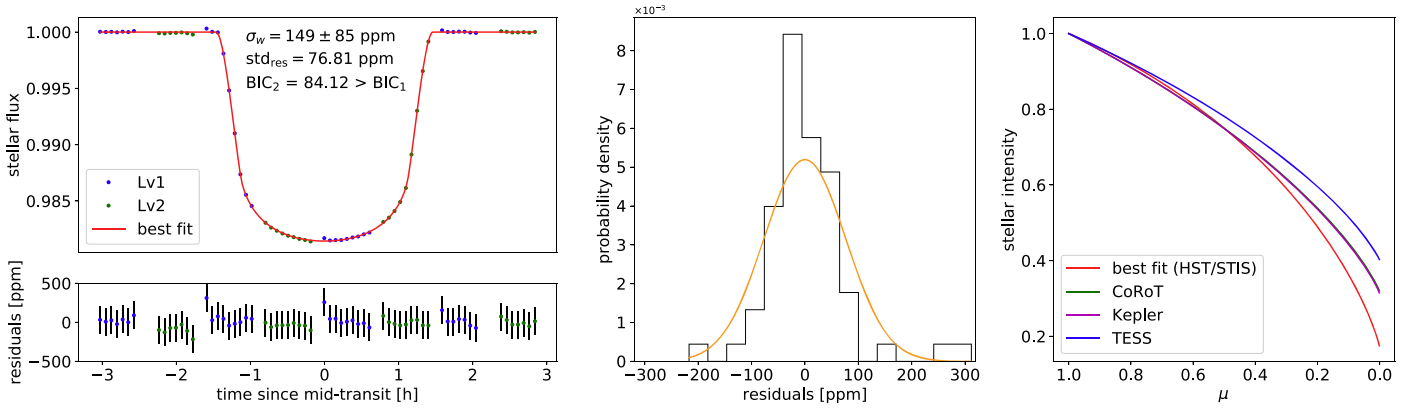 1.000
0.995
0.990
0.985
stellar flux
σw = 149 ± 85 ppm
stdres = 76.81 ppm
BIC2 = 84.12 > BIC1
Lv1
Lv2
best fit
500
0
−500
residuals [ppm]
−3 −2 −1 0 1 2 3
time since mid-transit [h]
×10−3
8
7
6
5
4
3
2
1
0
probability density
−300 −200 −100 0 100 200 300
residuals [ppm]
1.0
0.8
0.6
0.4
0.2
stellar intensity
best fit (HST/STIS)
CoRoT
Kepler
TESS
1.0 0.8 0.6 0.4 0.2 0.0
μ